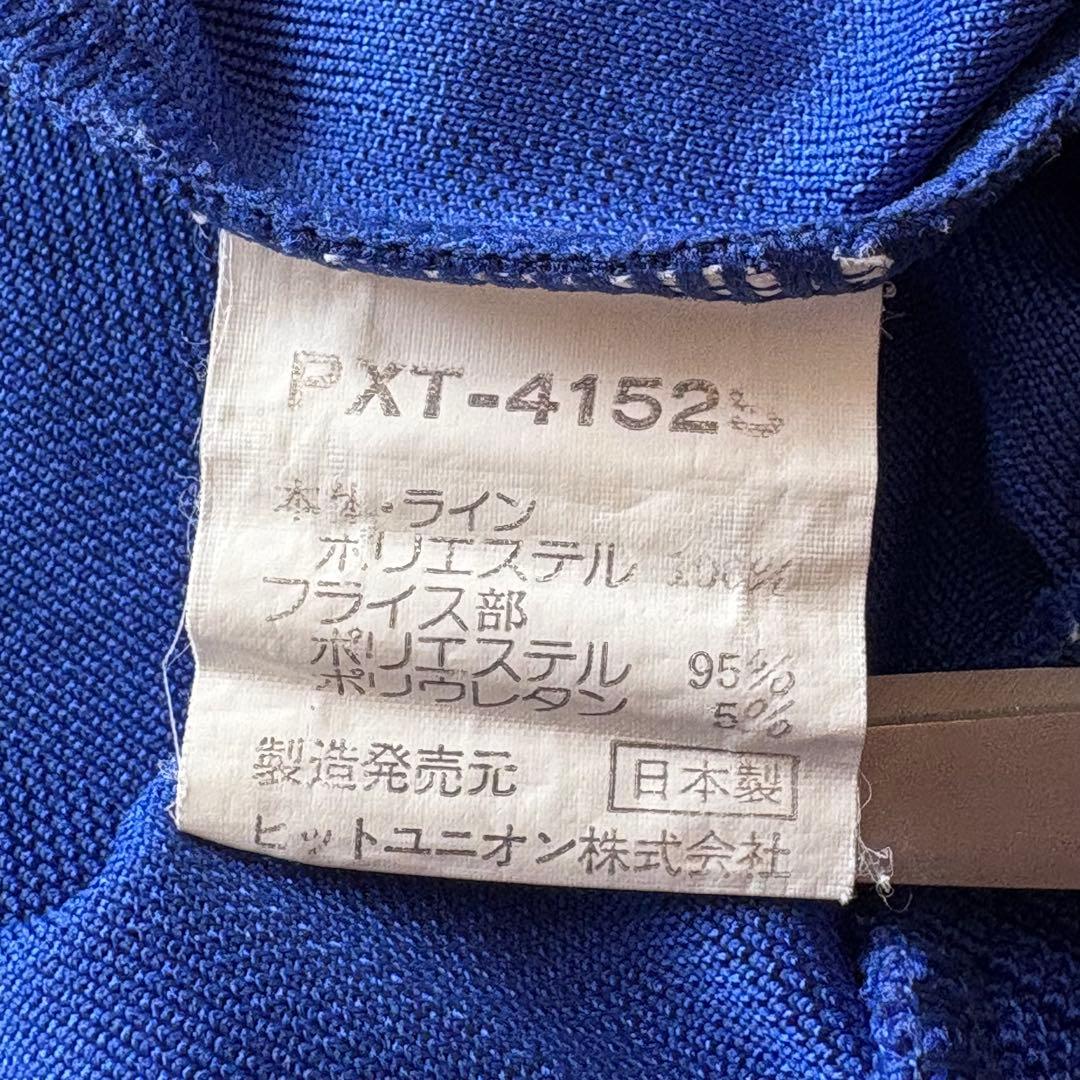 PXT-4152S
本体・ライン
ポリエステル 100%
フライス部
ポリエステル 95%
ポリウレタン 5%
製造発売元 日本製
ヒットユニオン株式会社